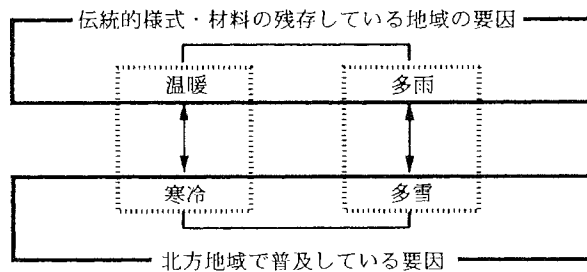 伝統的様式・材料の残存している地域の要因
温暖 多雨
寒冷 多雪
北方地域で普及している要因